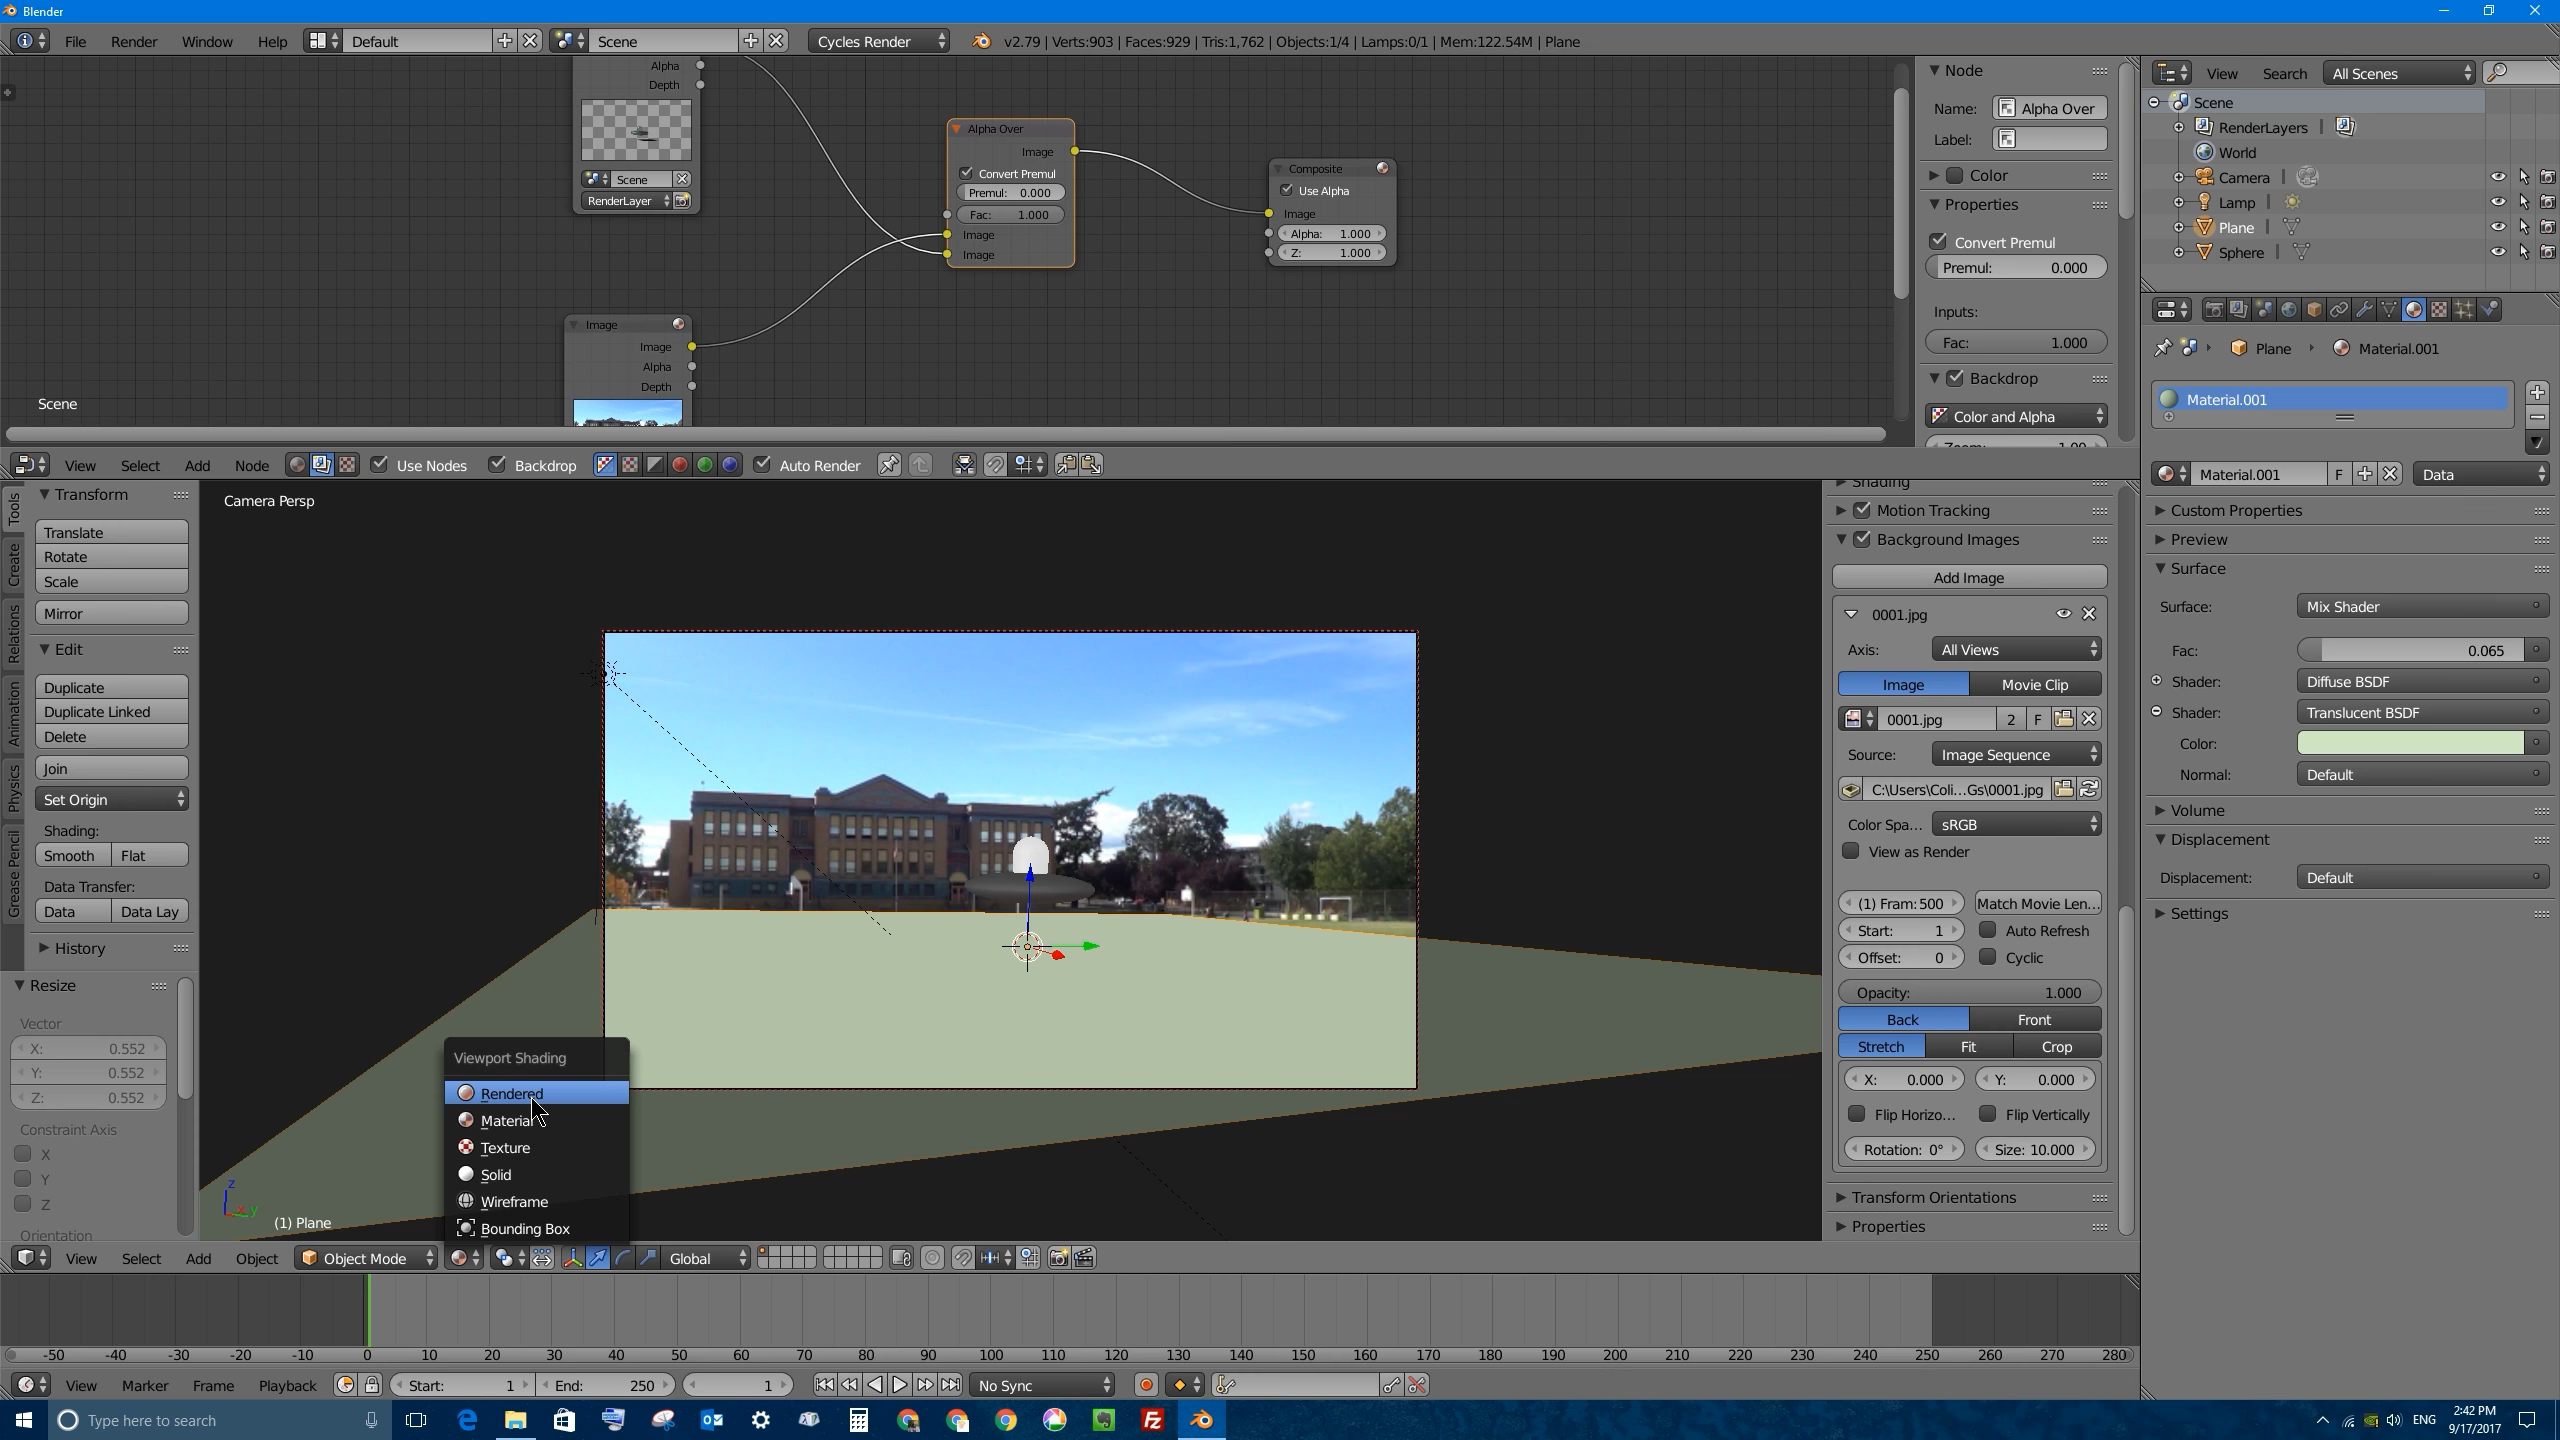 Blender
File Render Window Help Default Scene Cycles Render v2.79 | Verts:903 | Faces:929 | Tris:1,762 | Objects:1/4 | Lamps:0/1 | Mem:122.54M | Plane
Alpha
Depth
Scene
RenderLayer
Alpha Over
Image
Convert Premul
Premul: 0.000
Fac: 1.000
Image
Image
Composite
Use Alpha
Image
Alpha: 1.000
Z: 1.000
Image
Image
Alpha
Depth
Scene
Node
Name: Alpha Over
Label:
Color
Properties
Convert Premul
Premul: 0.000
Inputs:
Fac: 1.000
Backdrop
Color and Alpha
Zoom: 1.00
View Search All Scenes
Scene
RenderLayers
World
Camera
Lamp
Plane
Sphere
Plane Material.001
Material.001
Material.001 F Data
Custom Properties
Preview
Surface
Surface: Mix Shader
Fac: 0.065
Shader: Diffuse BSDF
Shader: Translucent BSDF
Color:
Normal: Default
Volume
Displacement
Displacement: Default
Settings
View Select Add Node Use Nodes Backdrop Auto Render
Tools
Create
Relations
Animation
Physics
Grease Pencil
Transform
Translate
Rotate
Scale
Mirror
Edit
Duplicate
Duplicate Linked
Delete
Join
Set Origin
Shading:
Smooth Flat
Data Transfer:
Data Data Lay
History
Resize
Vector
X: 0.552
Y: 0.552
Z: 0.552
Constraint Axis
X
Y
Z
Orientation
Camera Persp
Viewport Shading
Rendered
Material
Texture
Solid
Wireframe
Bounding Box
z
x y
(1) Plane
Shading
Motion Tracking
Background Images
Add Image
0001.jpg
Axis: All Views
Image Movie Clip
0001.jpg 2 F
Source: Image Sequence
C:\Users\Coli...Gs\0001.jpg
Color Spa... sRGB
View as Render
(1) Fram: 500 Match Movie Len...
Start: 1 Auto Refresh
Offset: 0 Cyclic
Opacity: 1.000
Back Front
Stretch Fit Crop
X: 0.000 Y: 0.000
Flip Horizo... Flip Vertically
Rotation: 0° Size: 10.000
Transform Orientations
Properties
View Select Add Object Object Mode Global
-50 -40 -30 -20 -10 0 10 20 30 40 50 60 70 80 90 100 110 120 130 140 150 160 170 180 190 200 210 220 230 240 250 260 270 280
View Marker Frame Playback Start: 1 End: 250 1 No Sync
Type here to search
ENG
2:42 PM
9/17/2017